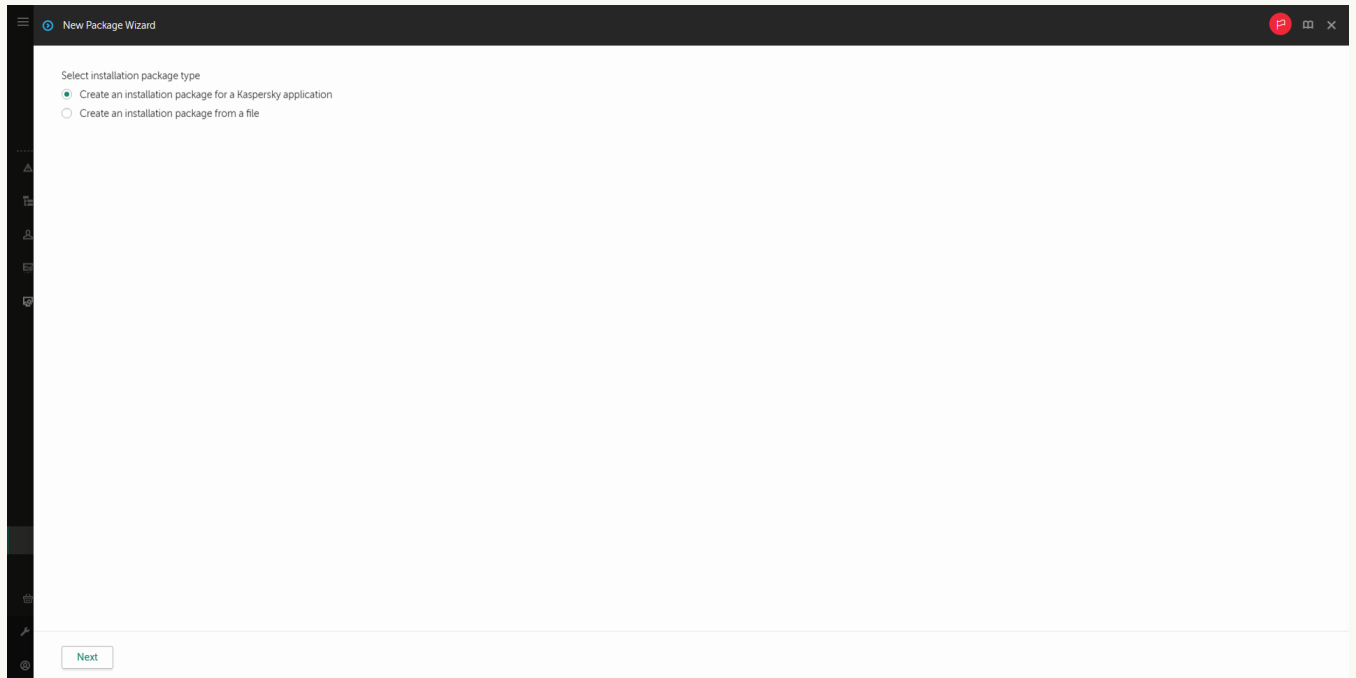 New Package Wizard
Select installation package type
Create an installation package for a Kaspersky application
Create an installation package from a file
Next